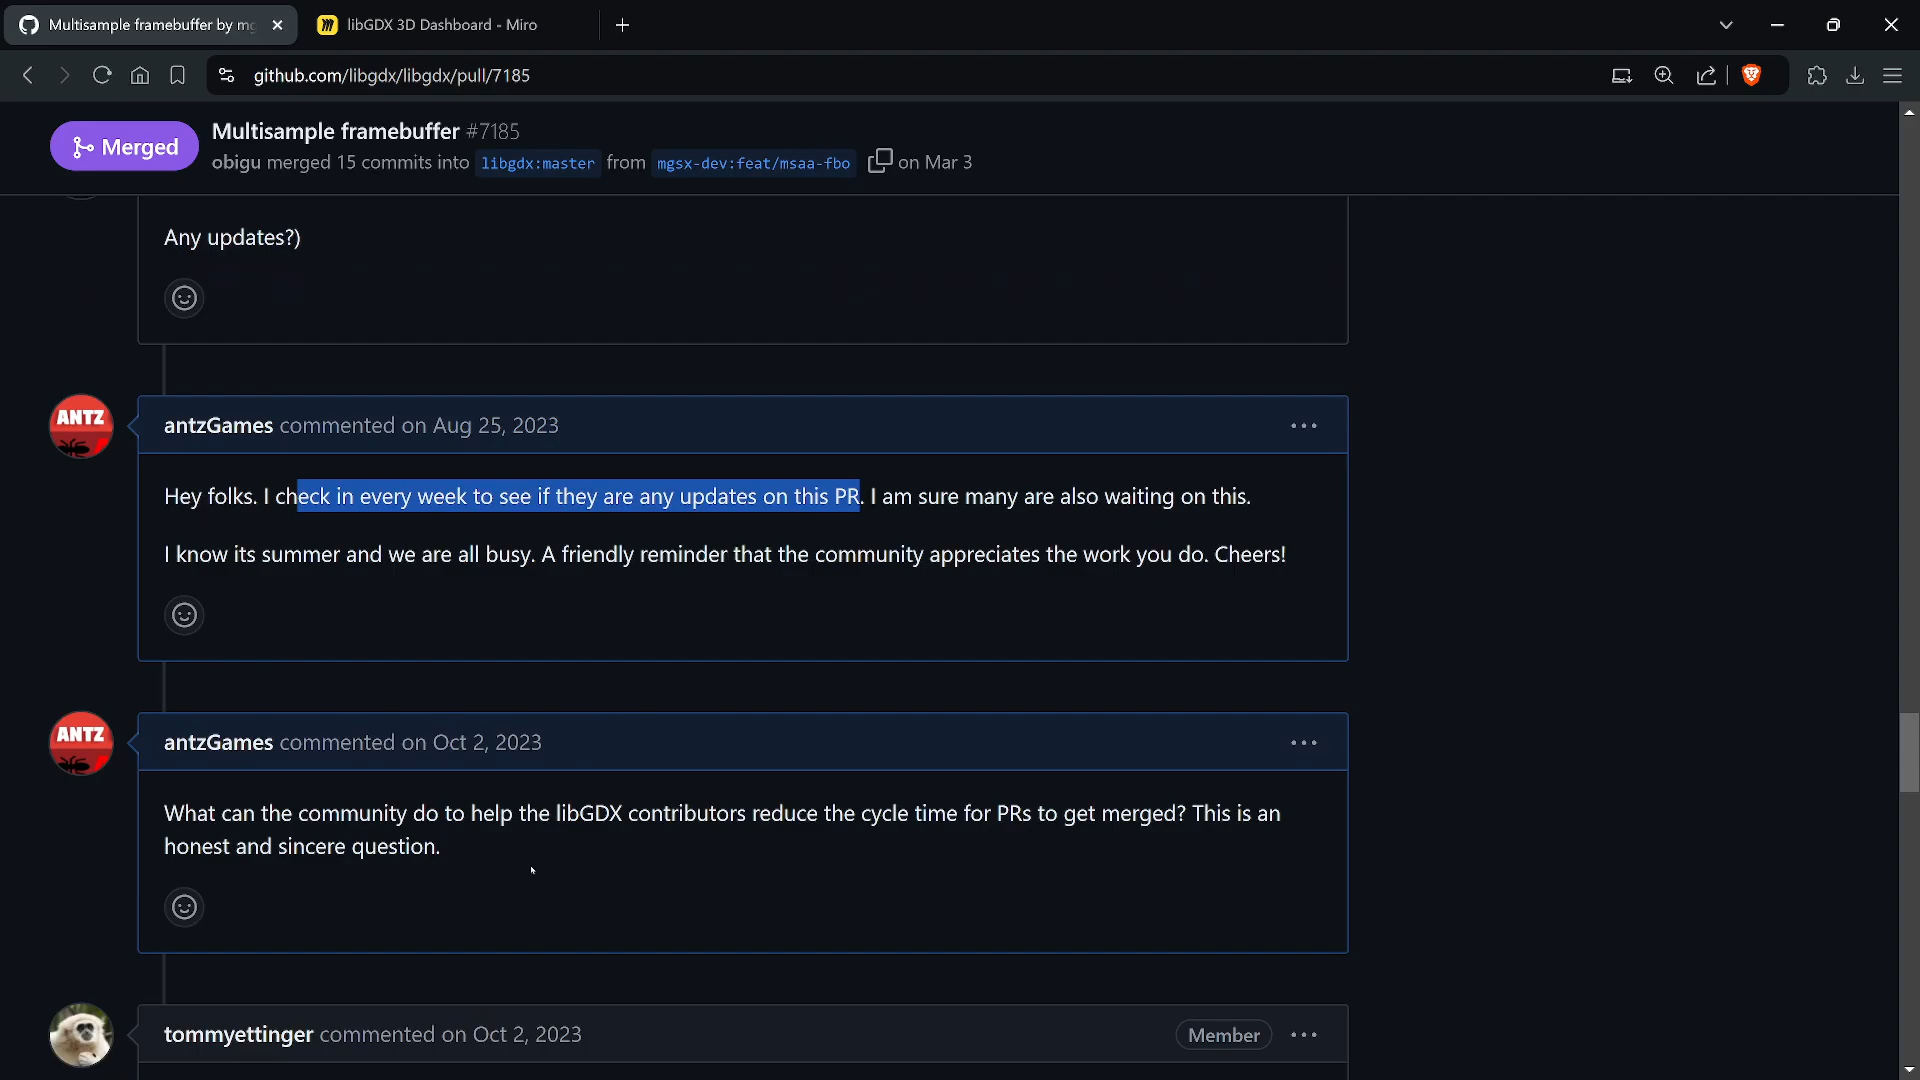 Multisample framebuffer by
libGDX 3D Dashboard - Miro
github.com/libgdx/libgdx/pull/7185
Merged
Multisample framebuffer #7185
obigu merged 15 commits into libgdx:master from mgsx-dev:feat/msaa-fbo on Mar 3
Any updates?)
ANTZ
antzGames commented on Aug 25, 2023
Hey folks. I check in every week to see if they are any updates on this PR. I am sure many are also waiting on this.
I know its summer and we are all busy. A friendly reminder that the community appreciates the work you do. Cheers!
ANTZ
antzGames commented on Oct 2, 2023
What can the community do to help the libGDX contributors reduce the cycle time for PRs to get merged? This is an
honest and sincere question.
tommyettinger commented on Oct 2, 2023
Member